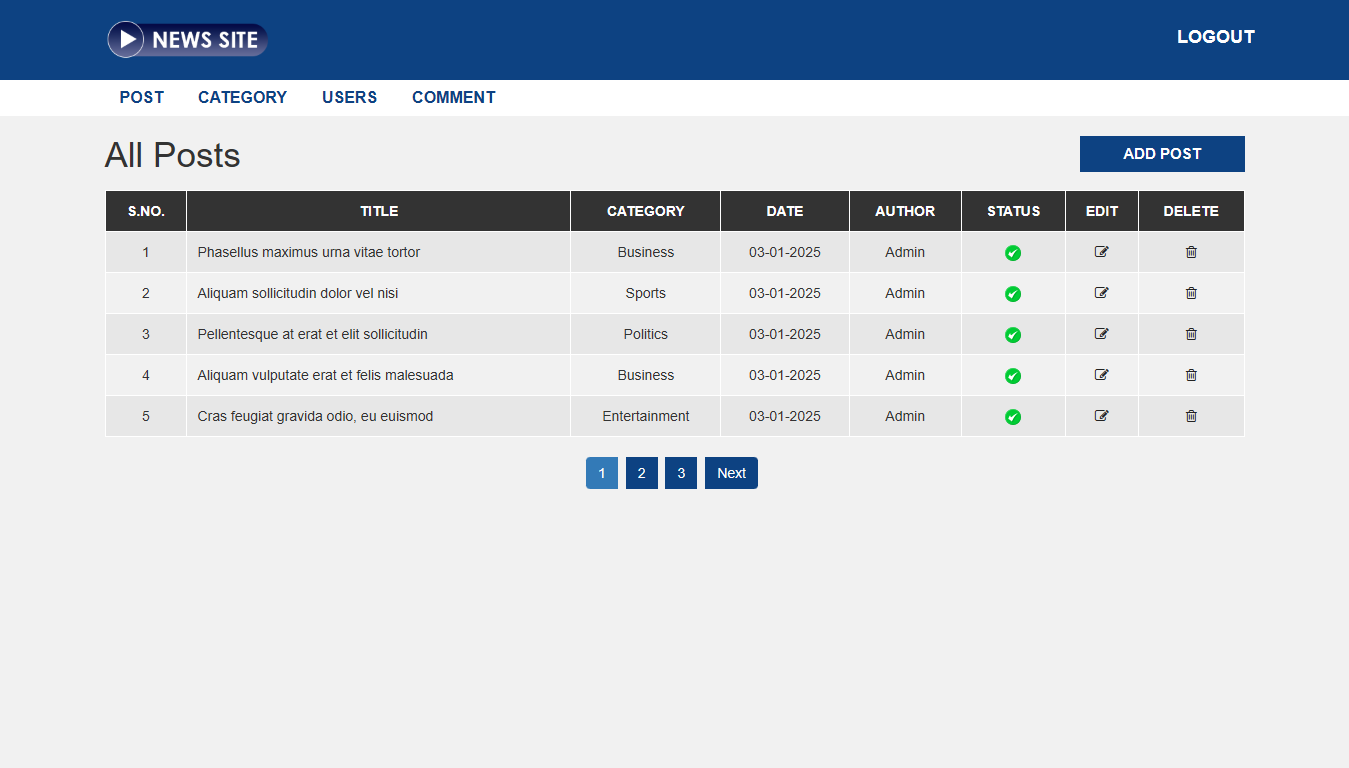 NEWS SITE
LOGOUT
POST CATEGORY USERS COMMENT
All Posts
ADD POST
S.NO. TITLE CATEGORY DATE AUTHOR STATUS EDIT DELETE
1 Phasellus maximus urna vitae tortor Business 03-01-2025 Admin
2 Aliquam sollicitudin dolor vel nisi Sports 03-01-2025 Admin
3 Pellentesque at erat et elit sollicitudin Politics 03-01-2025 Admin
4 Aliquam vulputate erat et felis malesuada Business 03-01-2025 Admin
5 Cras feugiat gravida odio, eu euismod Entertainment 03-01-2025 Admin
1 2 3 Next